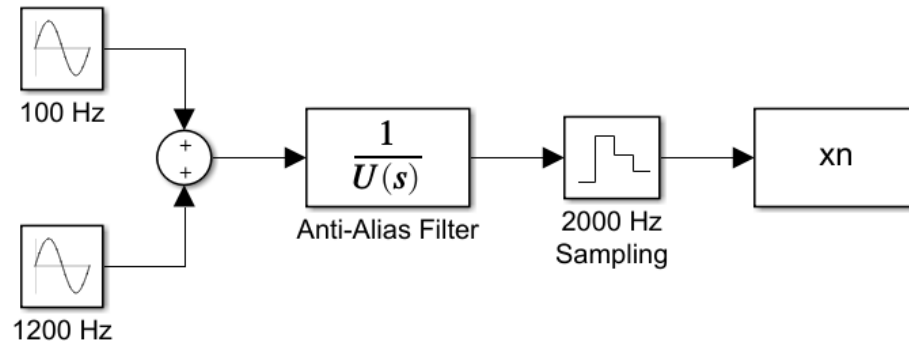 100 Hz
+
+
1200 Hz
1
U(s)
Anti-Alias Filter
2000 Hz
Sampling
xn